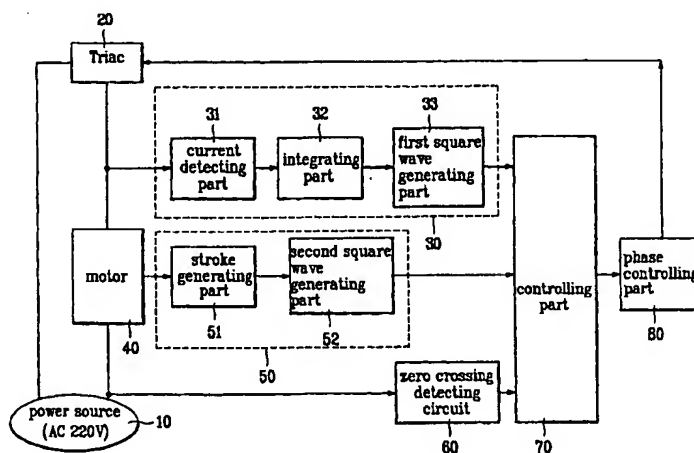 20
Triac
31
32
33
current
detecting
part
integrating
part
first square
wave
generating
part
30
motor
40
stroke
generating
part
51
second square
wave
generating
part
52
50
controlling
part
70
phase
controlling
part
80
zero crossing
detecting
circuit
60
power source
(AC 220V)
10